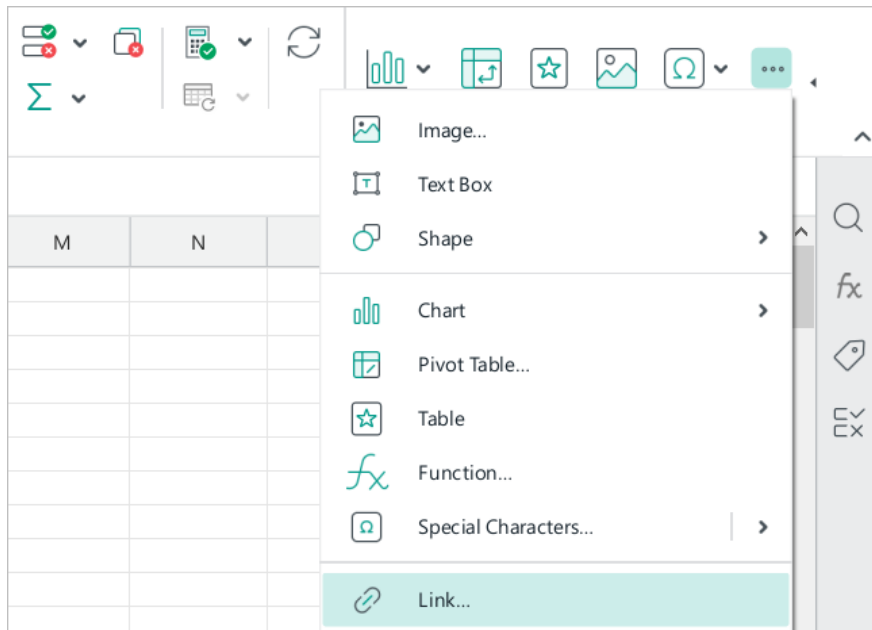 M
N
Image...
Text Box
Shape
Chart
Pivot Table...
Table
Function...
Special Characters...
Link...